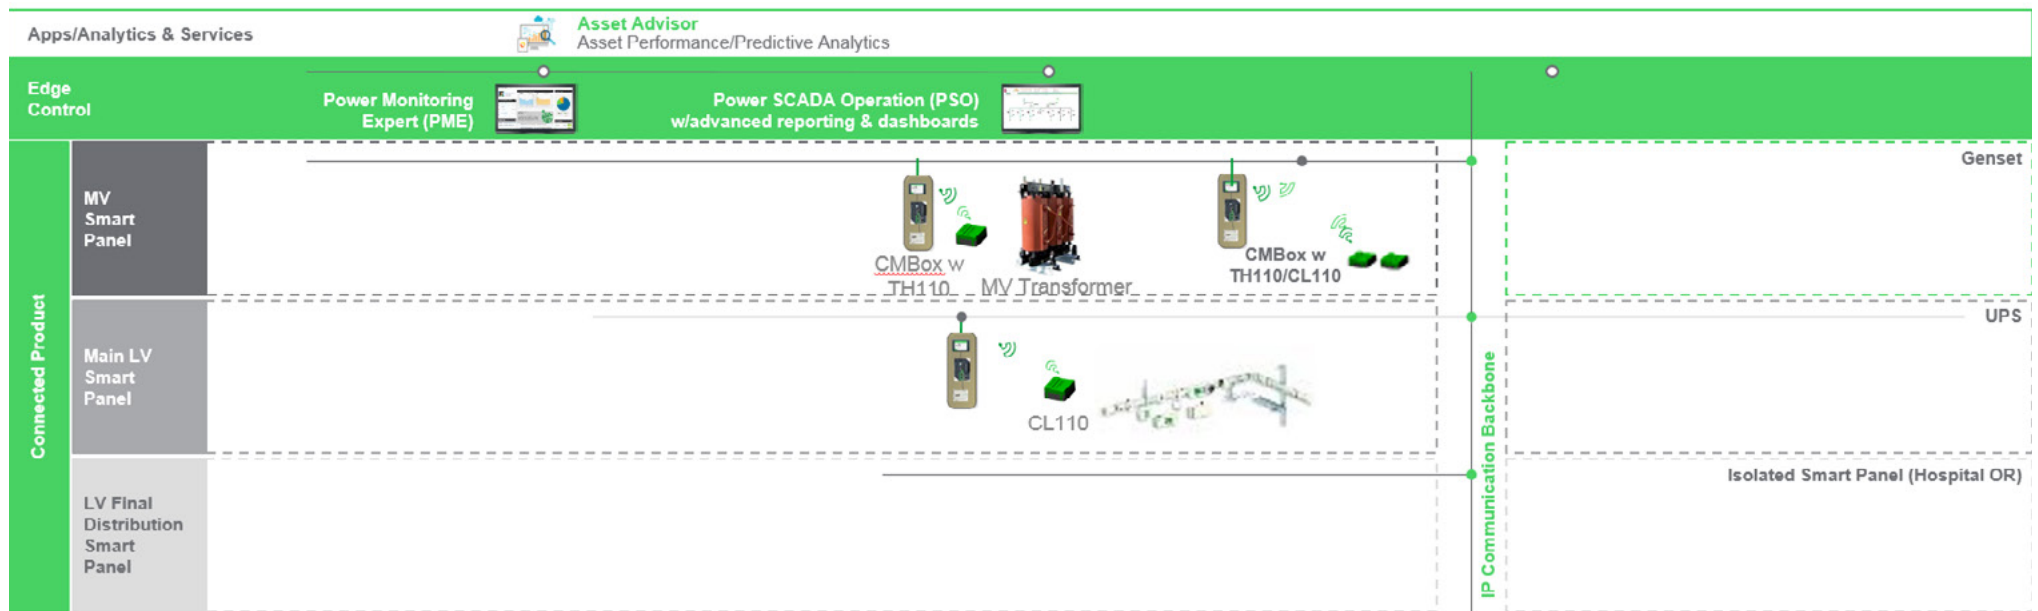 Apps/Analytics & Services
Asset Advisor
Asset Performance/Predictive Analytics
Edge
Control
Power Monitoring
Expert (PME)
Power SCADA Operation (PSO)
w/advanced reporting & dashboards
Connected Product
MV
Smart
Panel
CMBox w
TH110
MV Transformer
CMBox w
TH110/CL110
Genset
Main LV
Smart
Panel
CL110
UPS
IP Communication Backbone
LV Final
Distribution
Smart
Panel
Isolated Smart Panel (Hospital OR)